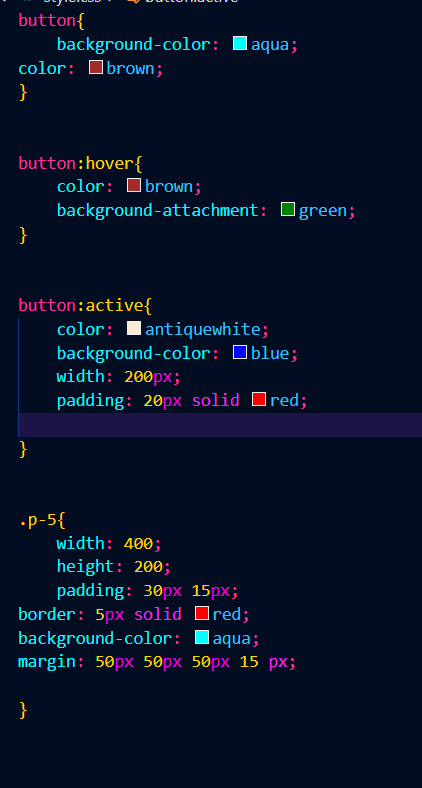 button{
background-color: aqua;
color: brown;
}
button:hover{
color: brown;
background-attachment: green;
}
button:active{
color: antiquewhite;
background-color: blue;
width: 200px;
padding: 20px solid red;
}
.p-5{
width: 400;
height: 200;
padding: 30px 15px;
border: 5px solid red;
background-color: aqua;
margin: 50px 50px 50px 15 px;
}